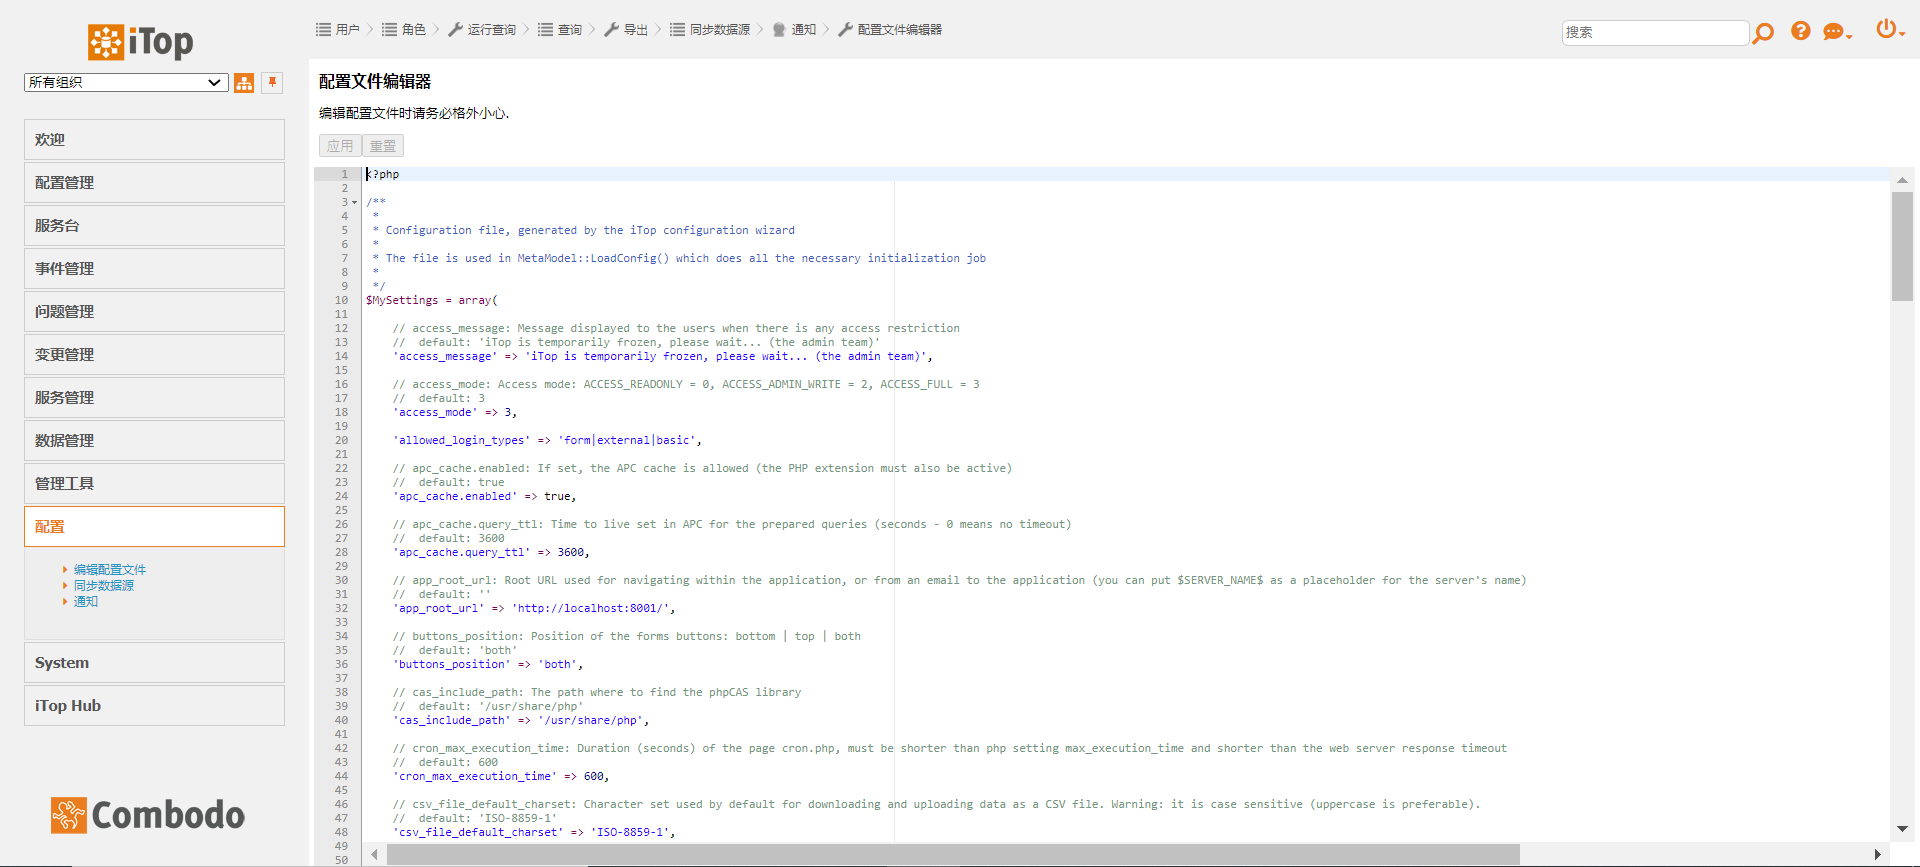 iTop
用户 角色 运行查询 查询 导出 同步数据源 通知 配置文件编辑器
搜索
所有组织
欢迎
配置管理
服务台
事件管理
问题管理
变更管理
服务管理
数据管理
管理工具
配置
编辑配置文件
同步数据源
通知
System
iTop Hub
Combodo
配置文件编辑器
编辑配置文件时请务必格外小心.
应用 重置
1 <?php
2
3 /**
4 *
5 * Configuration file, generated by the iTop configuration wizard
6 *
7 * The file is used in MetaModel::LoadConfig() which does all the necessary initialization job
8 *
9 */
10 $MySettings = array(
11
12 // access_message: Message displayed to the users when there is any access restriction
13 // default: 'iTop is temporarily frozen, please wait... (the admin team)'
14 'access_message' => 'iTop is temporarily frozen, please wait... (the admin team)',
15
16 // access_mode: Access mode: ACCESS_READONLY = 0, ACCESS_ADMIN_WRITE = 2, ACCESS_FULL = 3
17 // default: 3
18 'access_mode' => 3,
19
20 'allowed_login_types' => 'form|external|basic',
21
22 // apc_cache.enabled: If set, the APC cache is allowed (the PHP extension must also be active)
23 // default: true
24 'apc_cache.enabled' => true,
25
26 // apc_cache.query_ttl: Time to live set in APC for the prepared queries (seconds - 0 means no timeout)
27 // default: 3600
28 'apc_cache.query_ttl' => 3600,
29
30 // app_root_url: Root URL used for navigating within the application, or from an email to the application (you can put $SERVER_NAME$ as a placeholder for the server's name)
31 // default: ''
32 'app_root_url' => 'http://localhost:8001/',
33
34 // buttons_position: Position of the forms buttons: bottom | top | both
35 // default: 'both'
36 'buttons_position' => 'both',
37
38 // cas_include_path: The path where to find the phpCAS library
39 // default: '/usr/share/php'
40 'cas_include_path' => '/usr/share/php',
41
42 // cron_max_execution_time: Duration (seconds) of the page cron.php, must be shorter than php setting max_execution_time and shorter than the web server response timeout
43 // default: 600
44 'cron_max_execution_time' => 600,
45
46 // csv_file_default_charset: Character set used by default for downloading and uploading data as a CSV file. Warning: it is case sensitive (uppercase is preferable).
47 // default: 'ISO-8859-1'
48 'csv_file_default_charset' => 'ISO-8859-1',
49
50